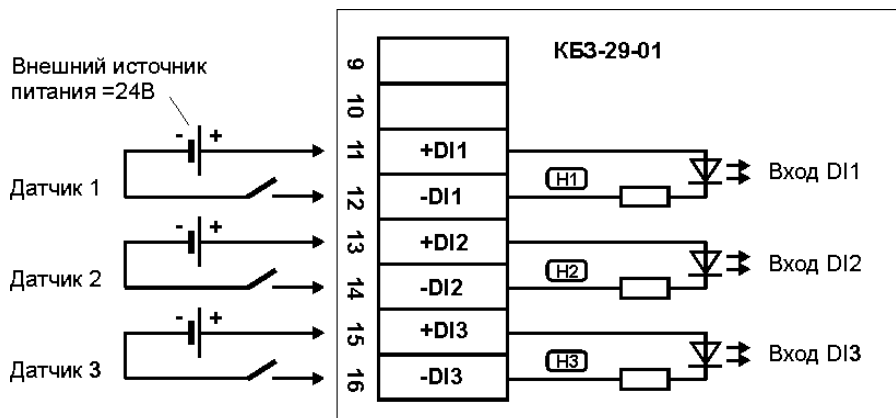 КБЗ-29-01
Внешний источник
питания =24В
9
10
- +
11
+DI1
H1
Вход DI1
Датчик 1
12
-DI1
- +
13
+DI2
H2
Вход DI2
Датчик 2
14
-DI2
- +
15
+DI3
H3
Вход DI3
Датчик 3
16
-DI3